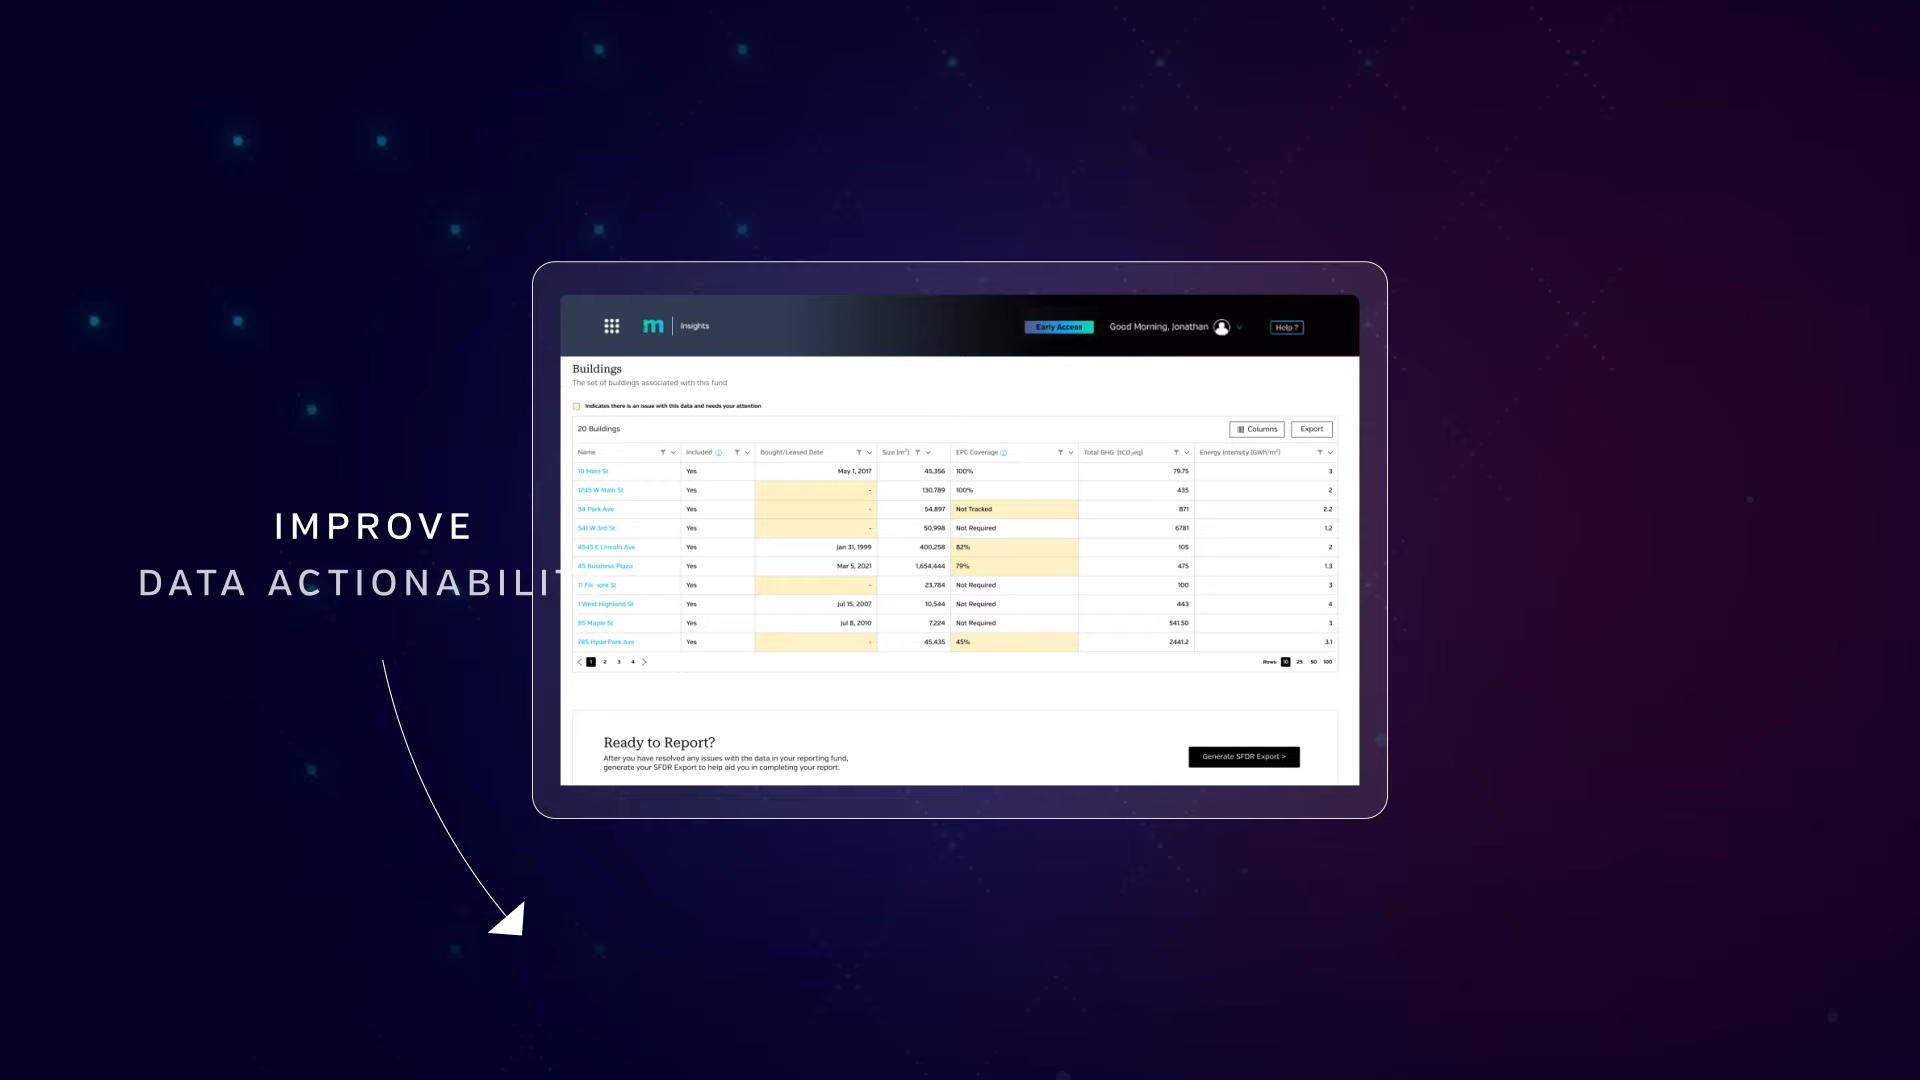 IMPROVE
DATA ACTIONABILIT
m Insights
Early Access
Good Morning, Jonathan
Help ?
Buildings
The set of buildings associated with this fund
Indicates there is an issue with this data and needs your attention
20 Buildings
Columns Export
Name Included Bought/Leased Date Size [m²] EPC Coverage Total GHG [tCO₂eq] Energy Intensity [GWh/m²]
10 Main St Yes May 1, 2017 45,356 100% 79.75 3
1245 W Main St Yes - 130,789 100% 435 2
34 Park Ave Yes - 54,897 Not Tracked 871 2.2
541 W 3rd St Yes - 50,998 Not Required 6781 1.2
4545 E Lincoln Ave Yes Jan 31, 1999 400,258 82% 105 2
45 Business Plaza Yes Mar 5, 2021 1,654,444 79% 475 1.3
11 St Yes - 23,784 Not Required 100 3
1 West Highland St Yes Jul 15, 2007 10,544 Not Required 443 4
85 Maple St Yes Jul 8, 2010 7,224 Not Required 541.50 3
785 Hyde Park Ave Yes - 45,435 45% 2441.2 3.1
1 2 3 4 Rows 10 25 50 100
Ready to Report?
After you have resolved any issues with the data in your reporting fund,
generate your SFDR Export to help aid you in completing your report.
Generate SFDR Export >